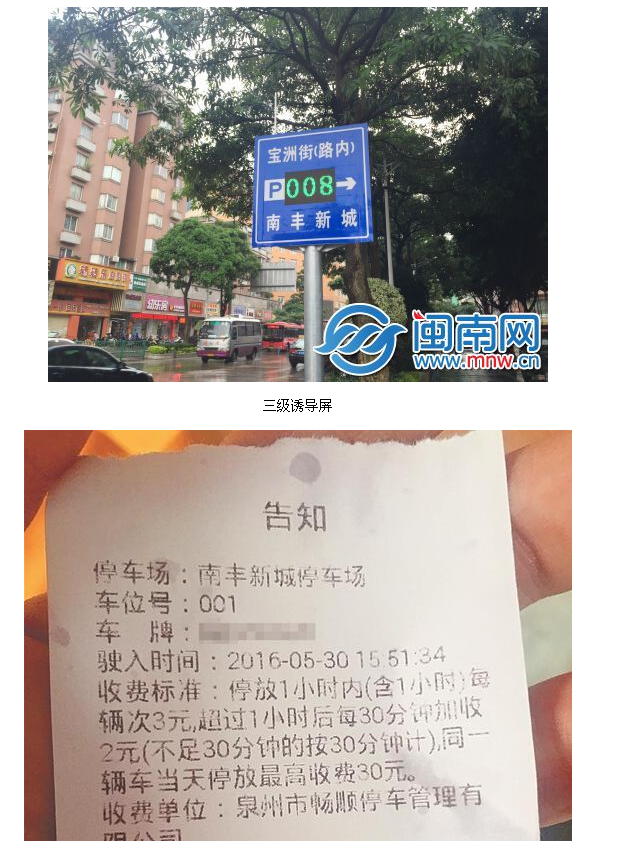 宝洲街(路内)
P008→
南丰新城
幼乐宫
闽南网
www.mnw.cn
三级诱导屏
告知
停车场：南丰新城停车场
车位号：001
车 牌：
驶入时间：2016-05-30 15:51:34
收费标准：停放1小时内(含1小时)每
辆次3元,超过1小时后每30分钟加收
2元(不足30分钟的按30分钟计),同一
辆车当天停放最高收费30元。
收费单位：泉州市畅顺停车管理有
限公司